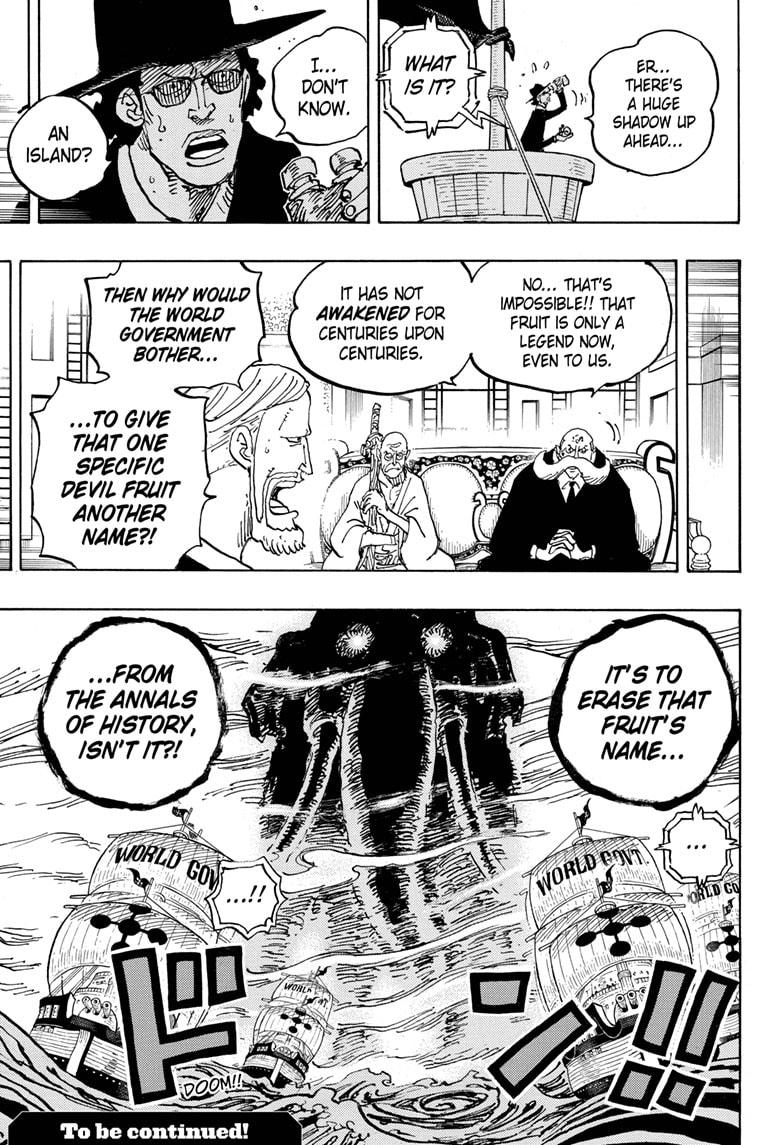 ER...
THERE'S
A HUGE
SHADOW UP
AHEAD...
WHAT
IS IT?
I...
DON'T
KNOW.
AN
ISLAND?
NO... THAT'S
IMPOSSIBLE!! THAT
FRUIT IS ONLY A
LEGEND NOW,
EVEN TO US.
IT HAS NOT
AWAKENED FOR
CENTURIES UPON
CENTURIES.
THEN WHY WOULD
THE WORLD
GOVERNMENT
BOTHER...
...TO GIVE
THAT ONE
SPECIFIC
DEVIL FRUIT
ANOTHER
NAME?!
IT'S TO
ERASE THAT
FRUIT'S
NAME...
...FROM
THE ANNALS
OF HISTORY,
ISN'T IT?!
...
WORLD GOVT.
WORLD GO
WORLD GOV
...!!
WORLD
ドン!!
DOOM!!
To be continued!